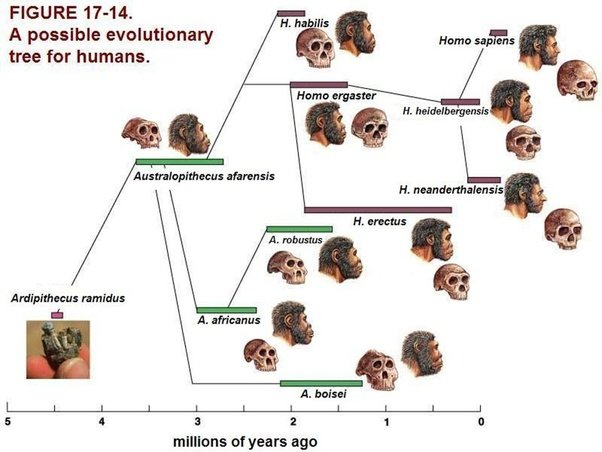 FIGURE 17-14.
A possible evolutionary
tree for humans.
H. habilis
Homo sapiens
Homo ergaster
H. heidelbergensis
Australopithecus afarensis
H. neanderthalensis
H. erectus
A. robustus
Ardipithecus ramidus
A. africanus
A. boisei
5 4 3 2 1 0
millions of years ago